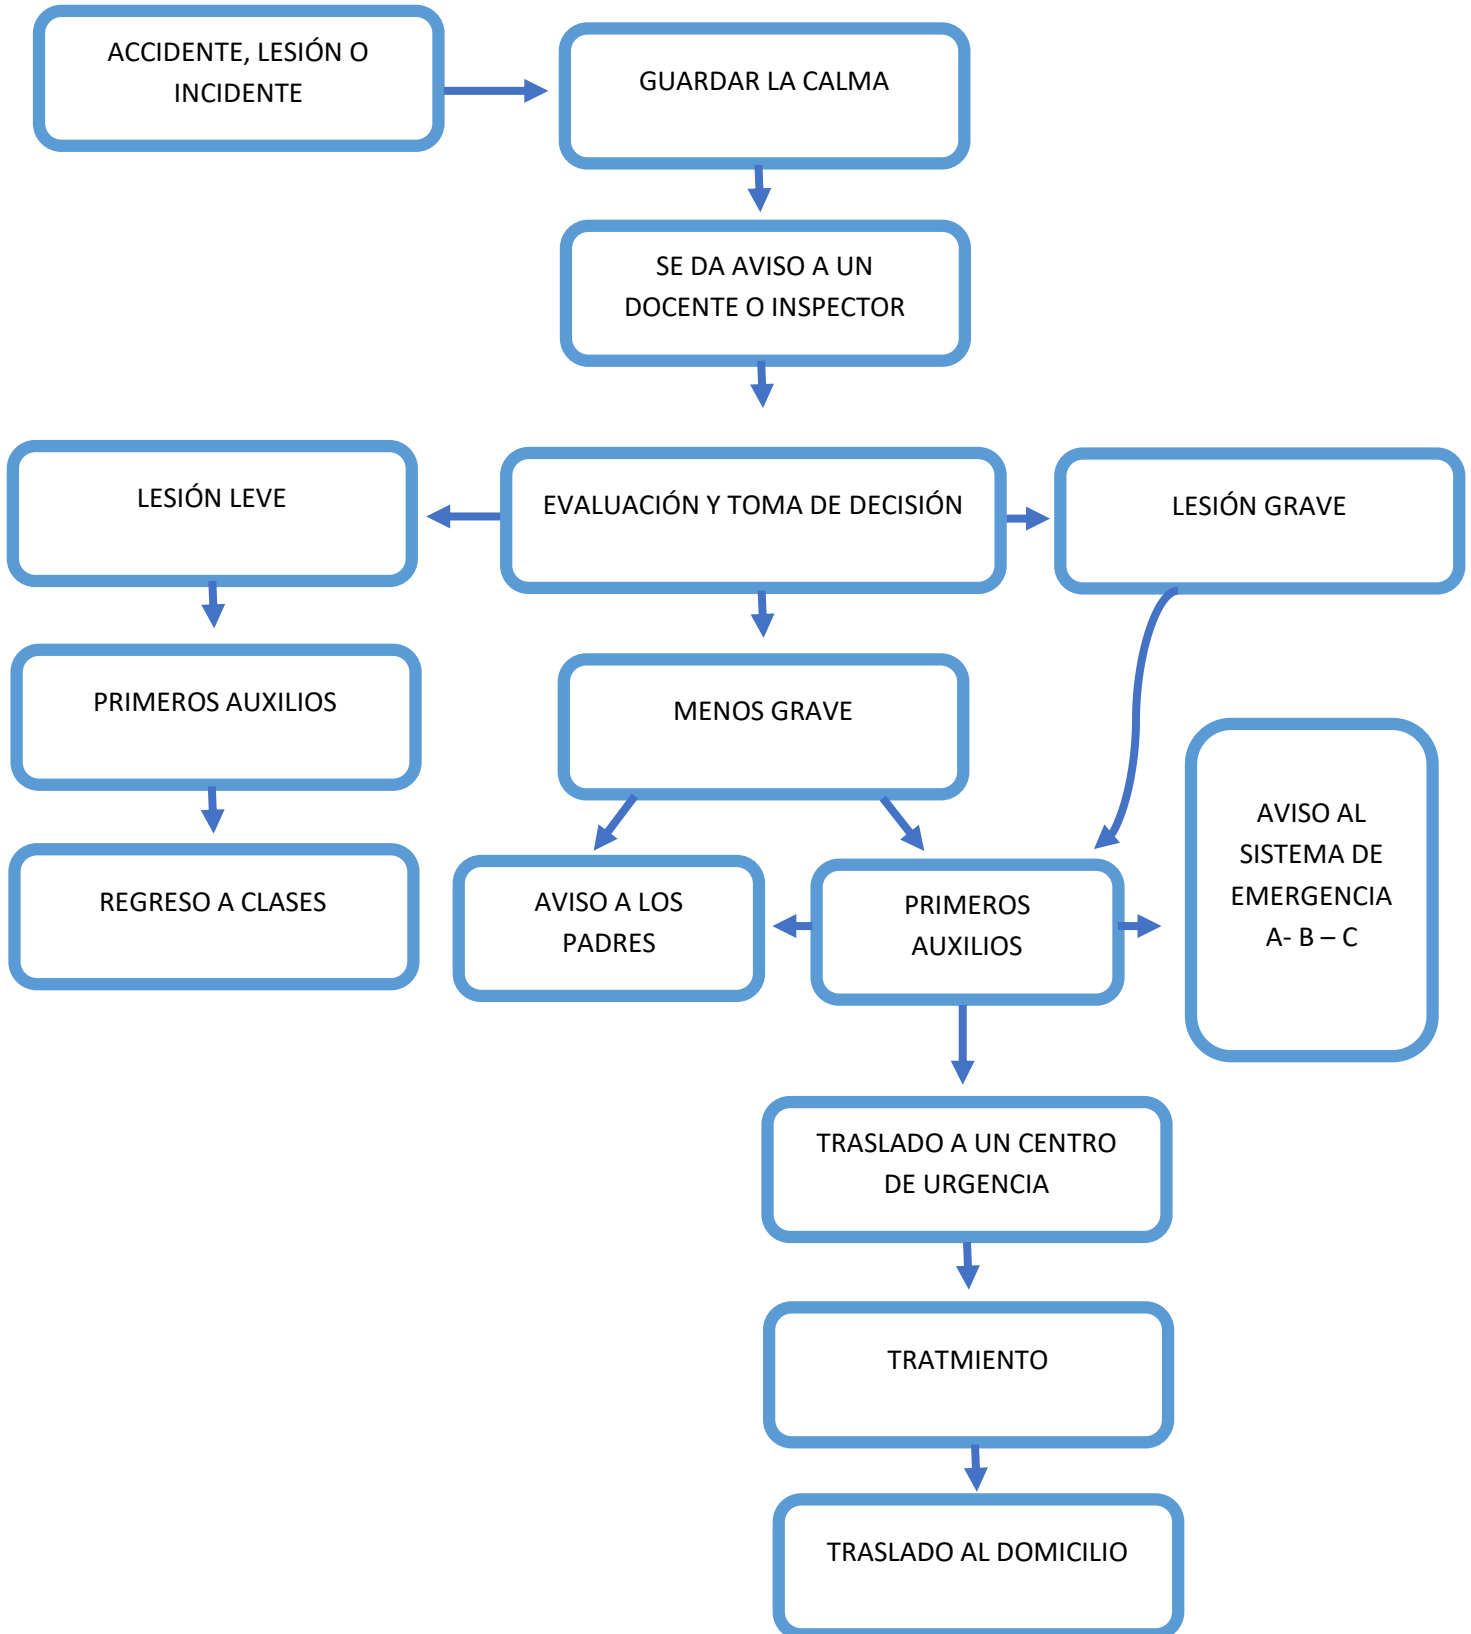 ACCIDENTE, LESIÓN O
INCIDENTE
GUARDAR LA CALMA
SE DA AVISO A UN
DOCENTE O INSPECTOR
LESIÓN LEVE
EVALUACIÓN Y TOMA DE DECISIÓN
LESIÓN GRAVE
PRIMEROS AUXILIOS
MENOS GRAVE
REGRESO A CLASES
AVISO A LOS
PADRES
PRIMEROS
AUXILIOS
AVISO AL
SISTEMA DE
EMERGENCIA
A- B – C
TRASLADO A UN CENTRO
DE URGENCIA
TRATMIENTO
TRASLADO AL DOMICILIO